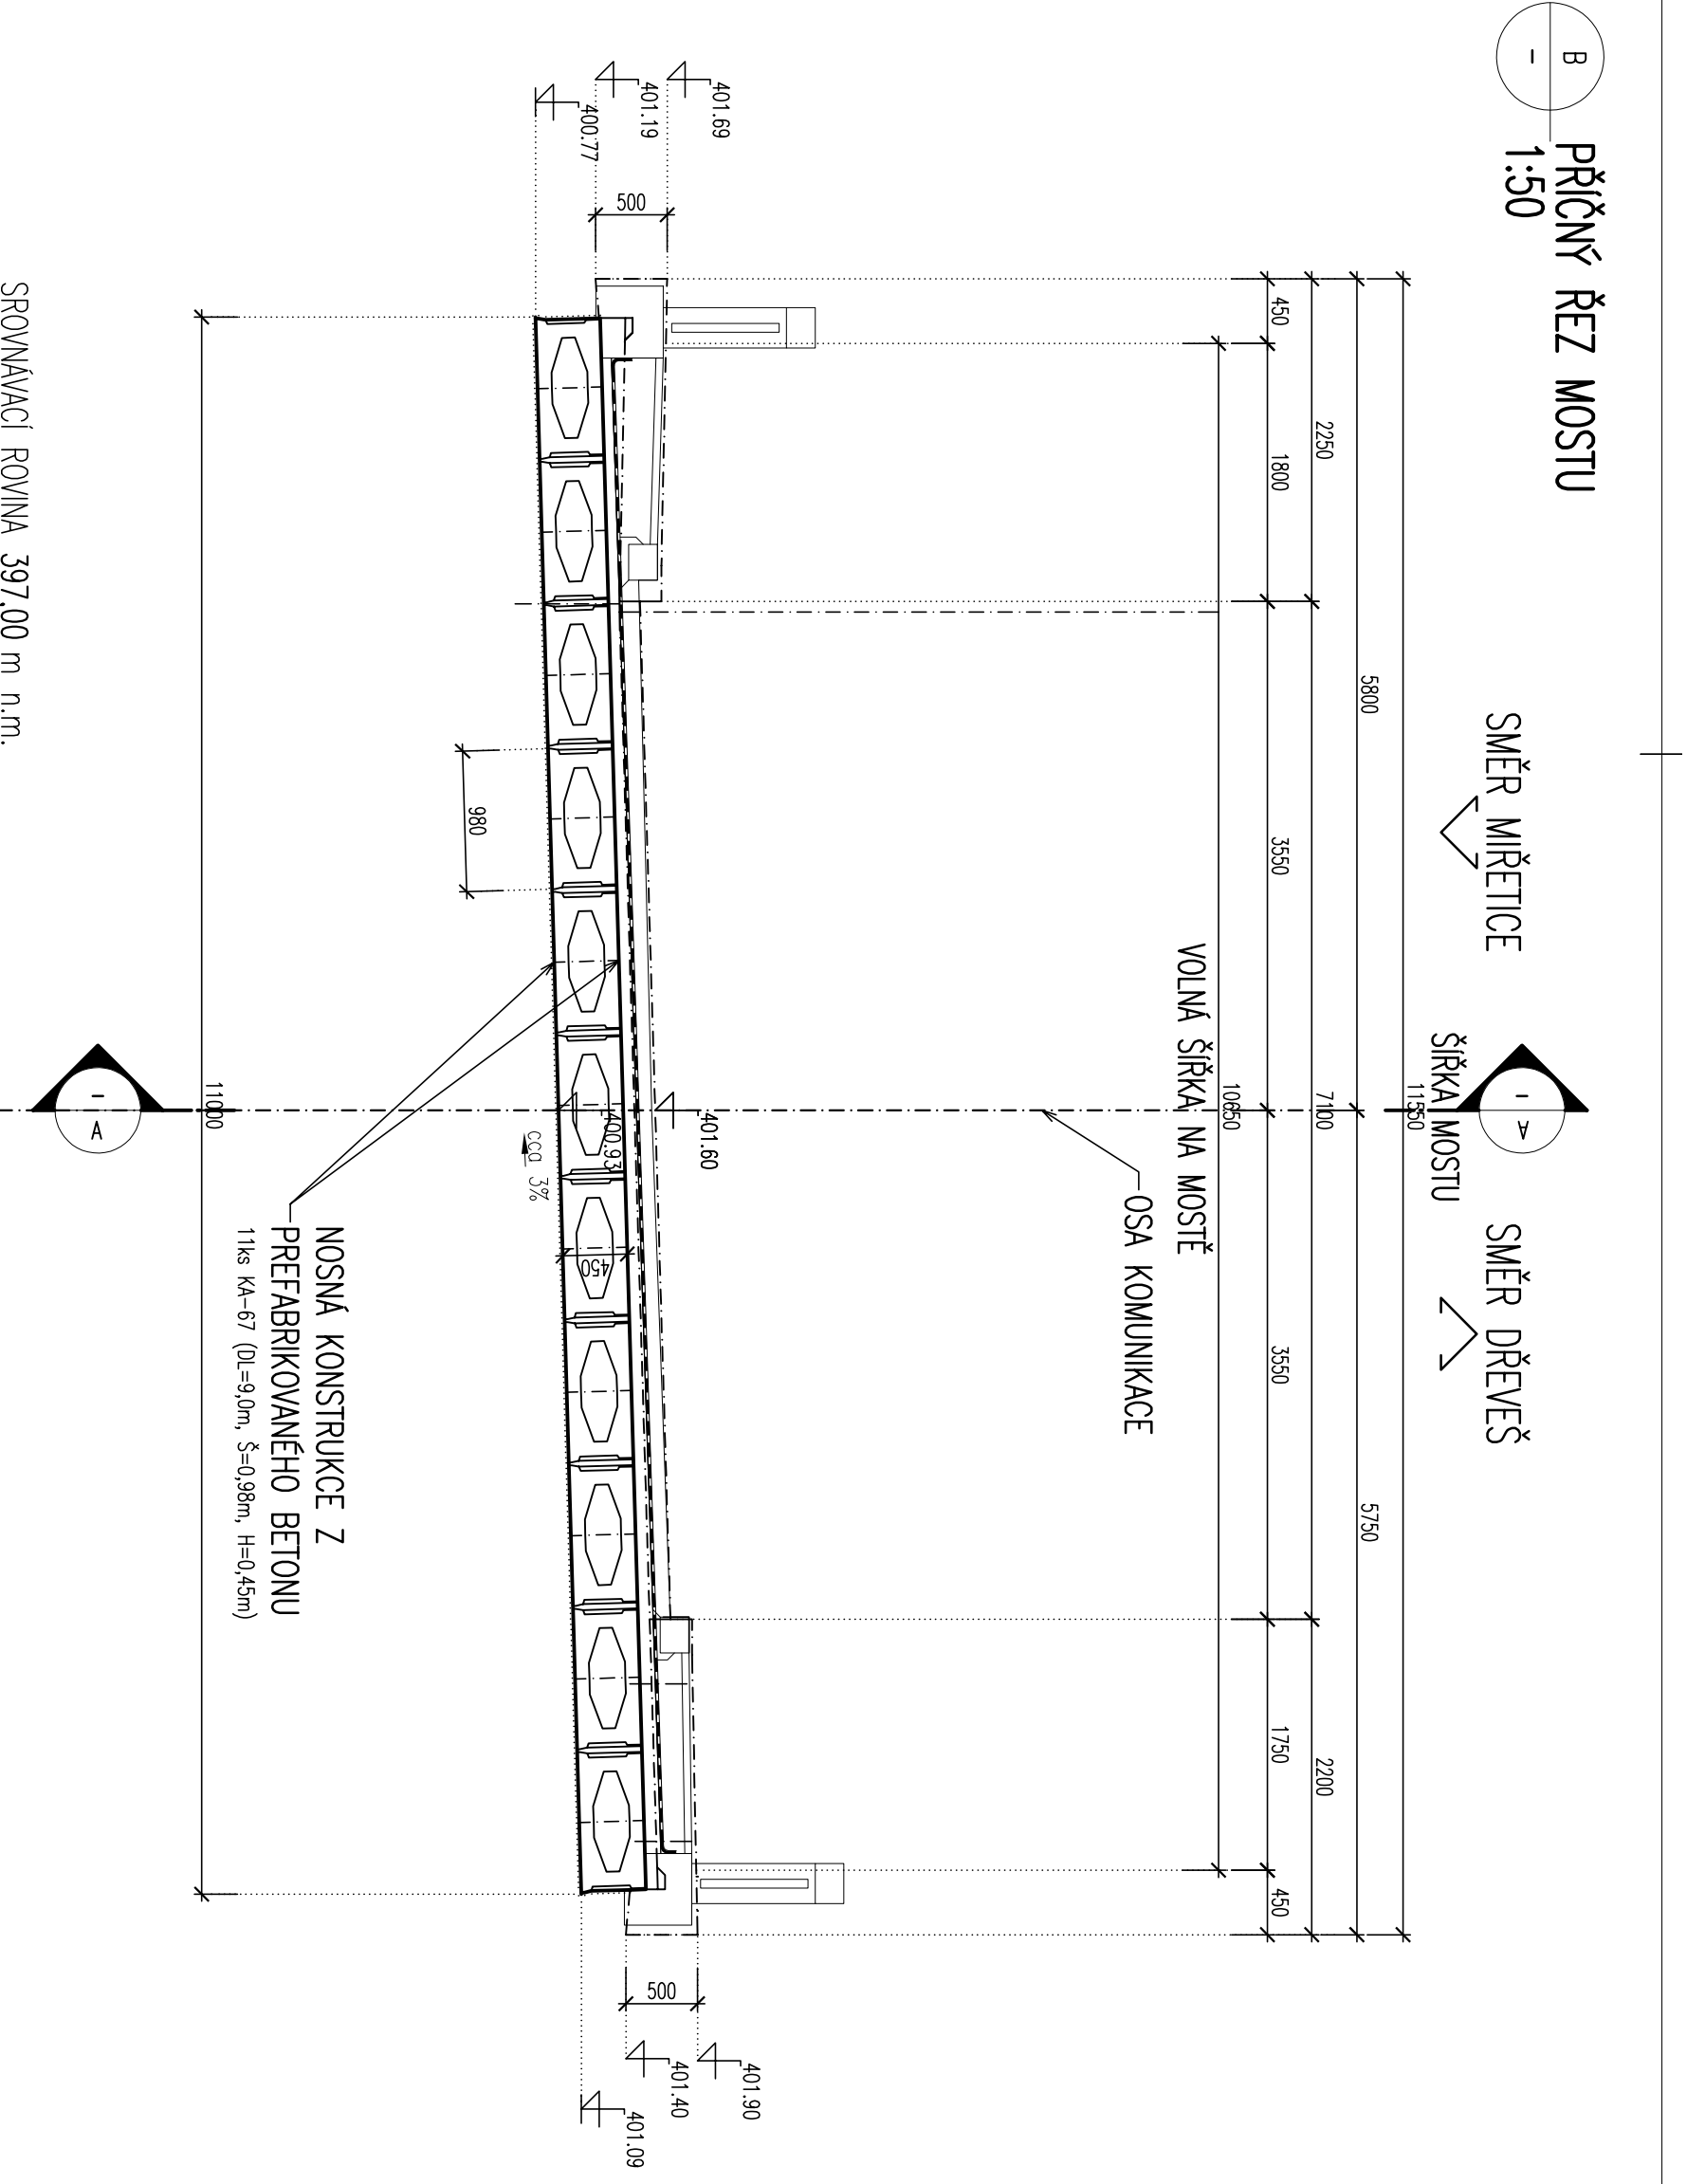 B
-
PŘÍČNÝ ŘEZ MOSTU
1:50
SMĚR MIŘETICE
SMĚR DŘEVEŠ
I
A
ŠÍŘKA MOSTU
11550
5800
5750
2250
7100
2200
450
1800
3550
3550
1750
450
10650
VOLNÁ ŠÍŘKA NA MOSTĚ
OSA KOMUNIKACE
401.69
401.19
400.77
500
401.60
400.93
450
cca 3%
980
500
401.90
401.40
401.09
NOSNÁ KONSTRUKCE Z
PREFABRIKOVANÉHO BETONU
11ks KA-67 (DL=9,0m, Š=0,98m, H=0,45m)
11000
I
A
SROVNÁVACÍ ROVINA 397.00 m n.m.